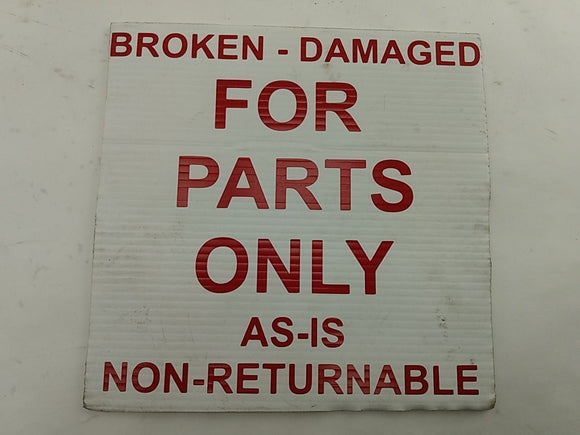 BROKEN - DAMAGED
FOR
PARTS
ONLY
AS-IS
NON-RETURNABLE